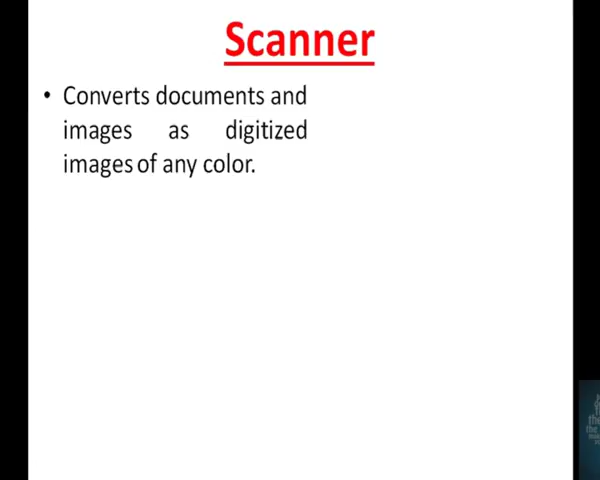 Scanner
• Converts documents and
images as digitized
images of any color.